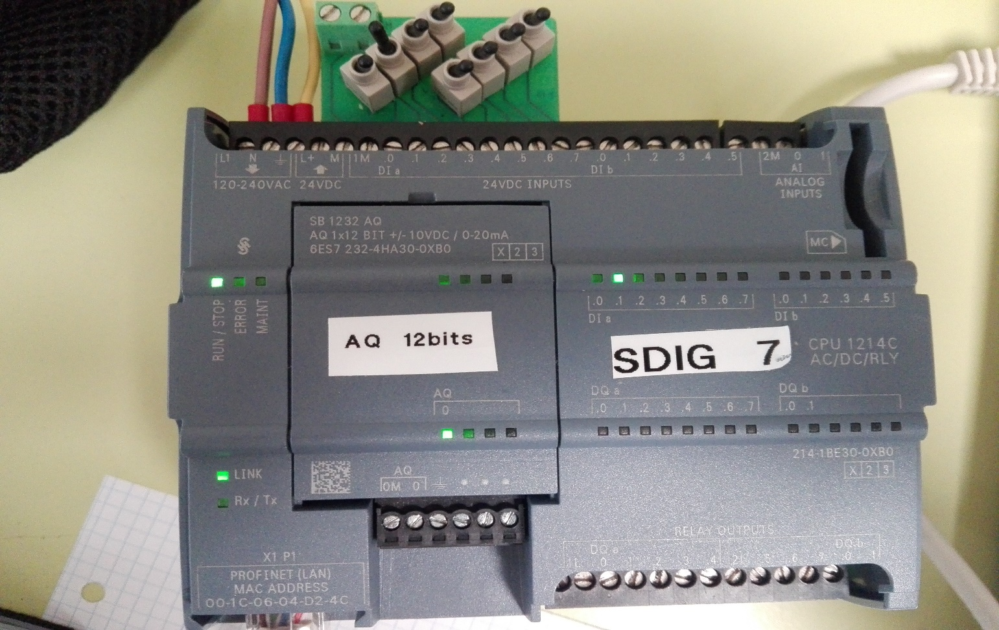 L1 N L+ M 1M .0 .1 .2 .3 .4 .5 .6 .7 .0 .1 .2 .3 .4 .5 2M 0 1
DI a DI b AI
120-240VAC 24VDC 24VDC INPUTS ANALOG
INPUTS
SB 1232 AQ
AQ 1x12 BIT +/-10VDC / 0-20mA
6ES7 232-4HA30-0XB0
X 2 3
MC
RUN / STOP
ERROR
MAINT
.0 .1 .2 .3 .4 .5 .6 .7 .0 .1 .2 .3 .4 .5
DI a DI b
AQ 12bits
SDIG 7
CPU 1214C
AC/DC/RLY
AQ
0
DQ a DQ b
.0 .1 .2 .3 .4 .5 .6 .7 .0 .1
214-1BE30-0XB0
X 2 3
LINK
Rx / Tx
AQ
0M 0
RELAY OUTPUTS
DQ a DQ b
1L .0 .1 .2 .3 .4 2L .5 .6 .7 .0 .1
X1 P1
PROFINET (LAN)
MAC ADDRESS
00-1C-06-04-D2-4C